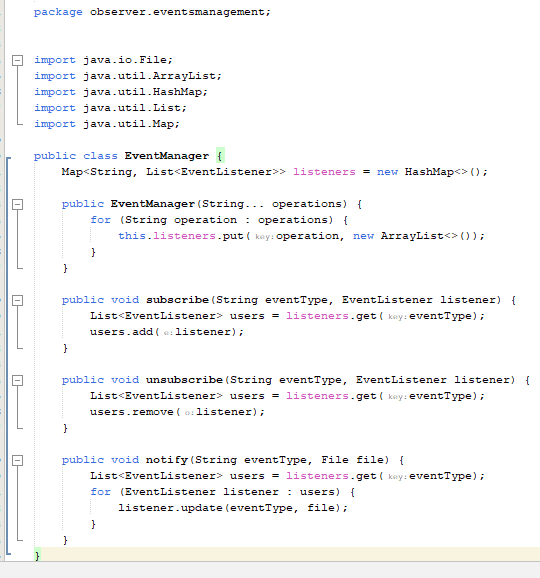 package observer.eventsmanagement;
import java.io.File;
import java.util.ArrayList;
import java.util.HashMap;
import java.util.List;
import java.util.Map;
public class EventManager {
    Map<String, List<EventListener>> listeners = new HashMap<>();
    public EventManager(String... operations) {
        for (String operation : operations) {
            this.listeners.put( key: operation, new ArrayList<>());
        }
    }
    public void subscribe(String eventType, EventListener listener) {
        List<EventListener> users = listeners.get( key: eventType);
        users.add( e: listener);
    }
    public void unsubscribe(String eventType, EventListener listener) {
        List<EventListener> users = listeners.get( key: eventType);
        users.remove( o: listener);
    }
    public void notify(String eventType, File file) {
        List<EventListener> users = listeners.get( key: eventType);
        for (EventListener listener : users) {
            listener.update(eventType, file);
        }
    }
}